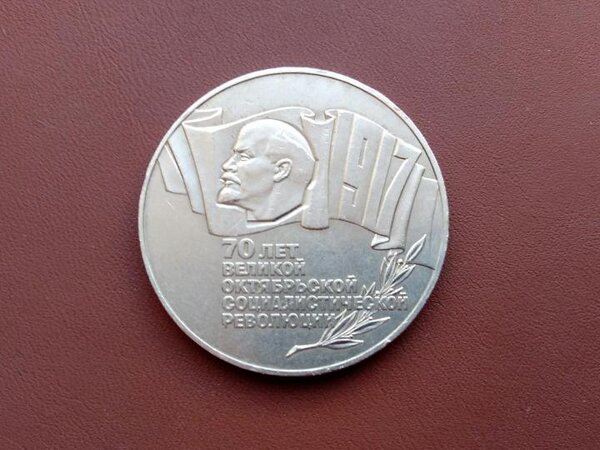 1917
70 ЛЕТ
ВЕЛИКОЙ
ОКТЯБРЬСКОЙ
СОЦИАЛИСТИЧЕСКОЙ
РЕВОЛЮЦИИ